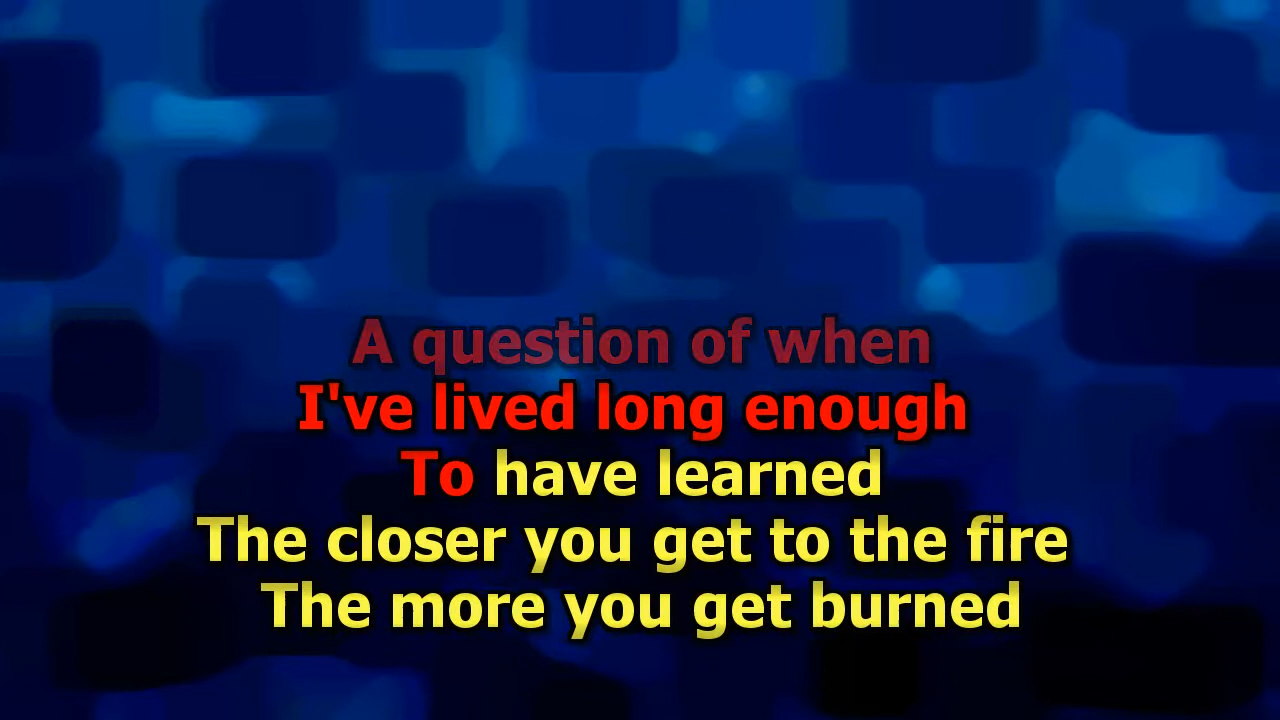 A question of when
I've lived long enough
To have learned
The closer you get to the fire
The more you get burned